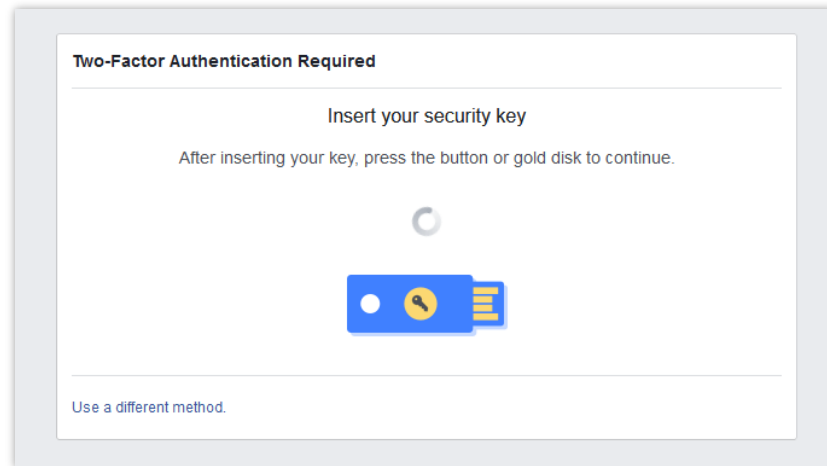 Two-Factor Authentication Required
Insert your security key
After inserting your key, press the button or gold disk to continue.
Use a different method.